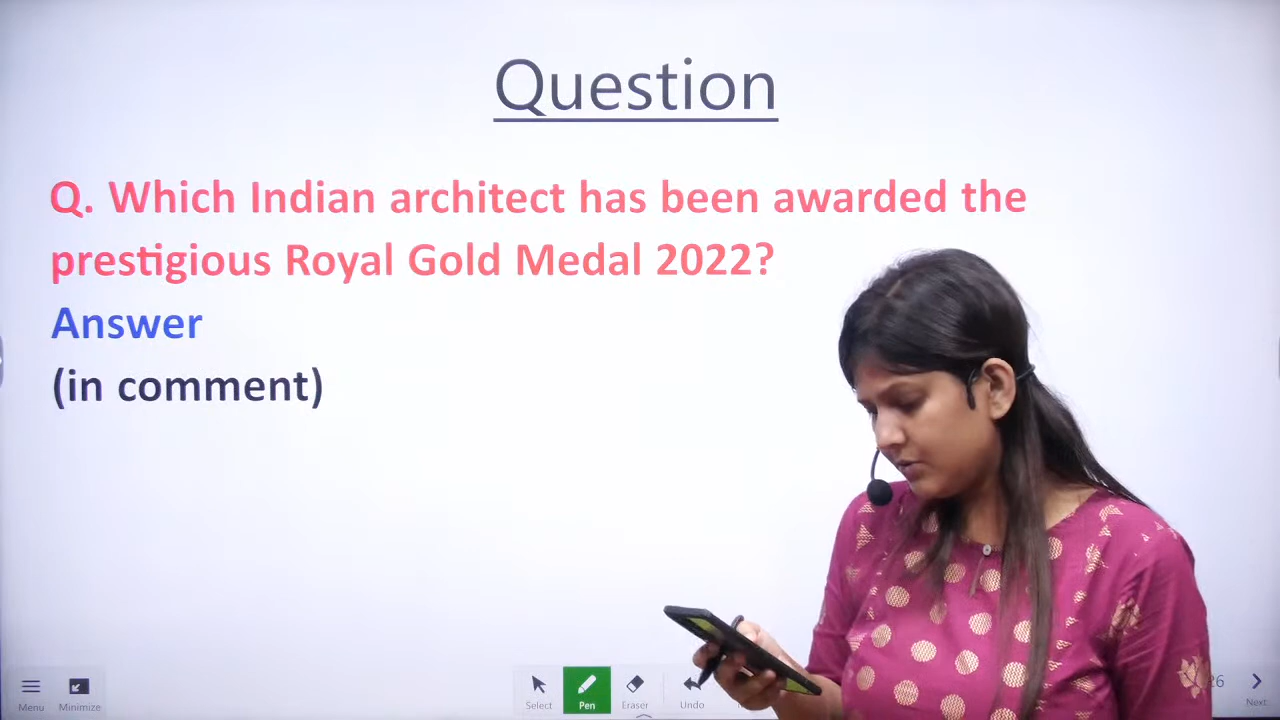 Question
Q. Which Indian architect has been awarded the
prestigious Royal Gold Medal 2022?
Answer
(in comment)
Menu
Minimize
Select
Pen
Eraser
Undo
26
Next